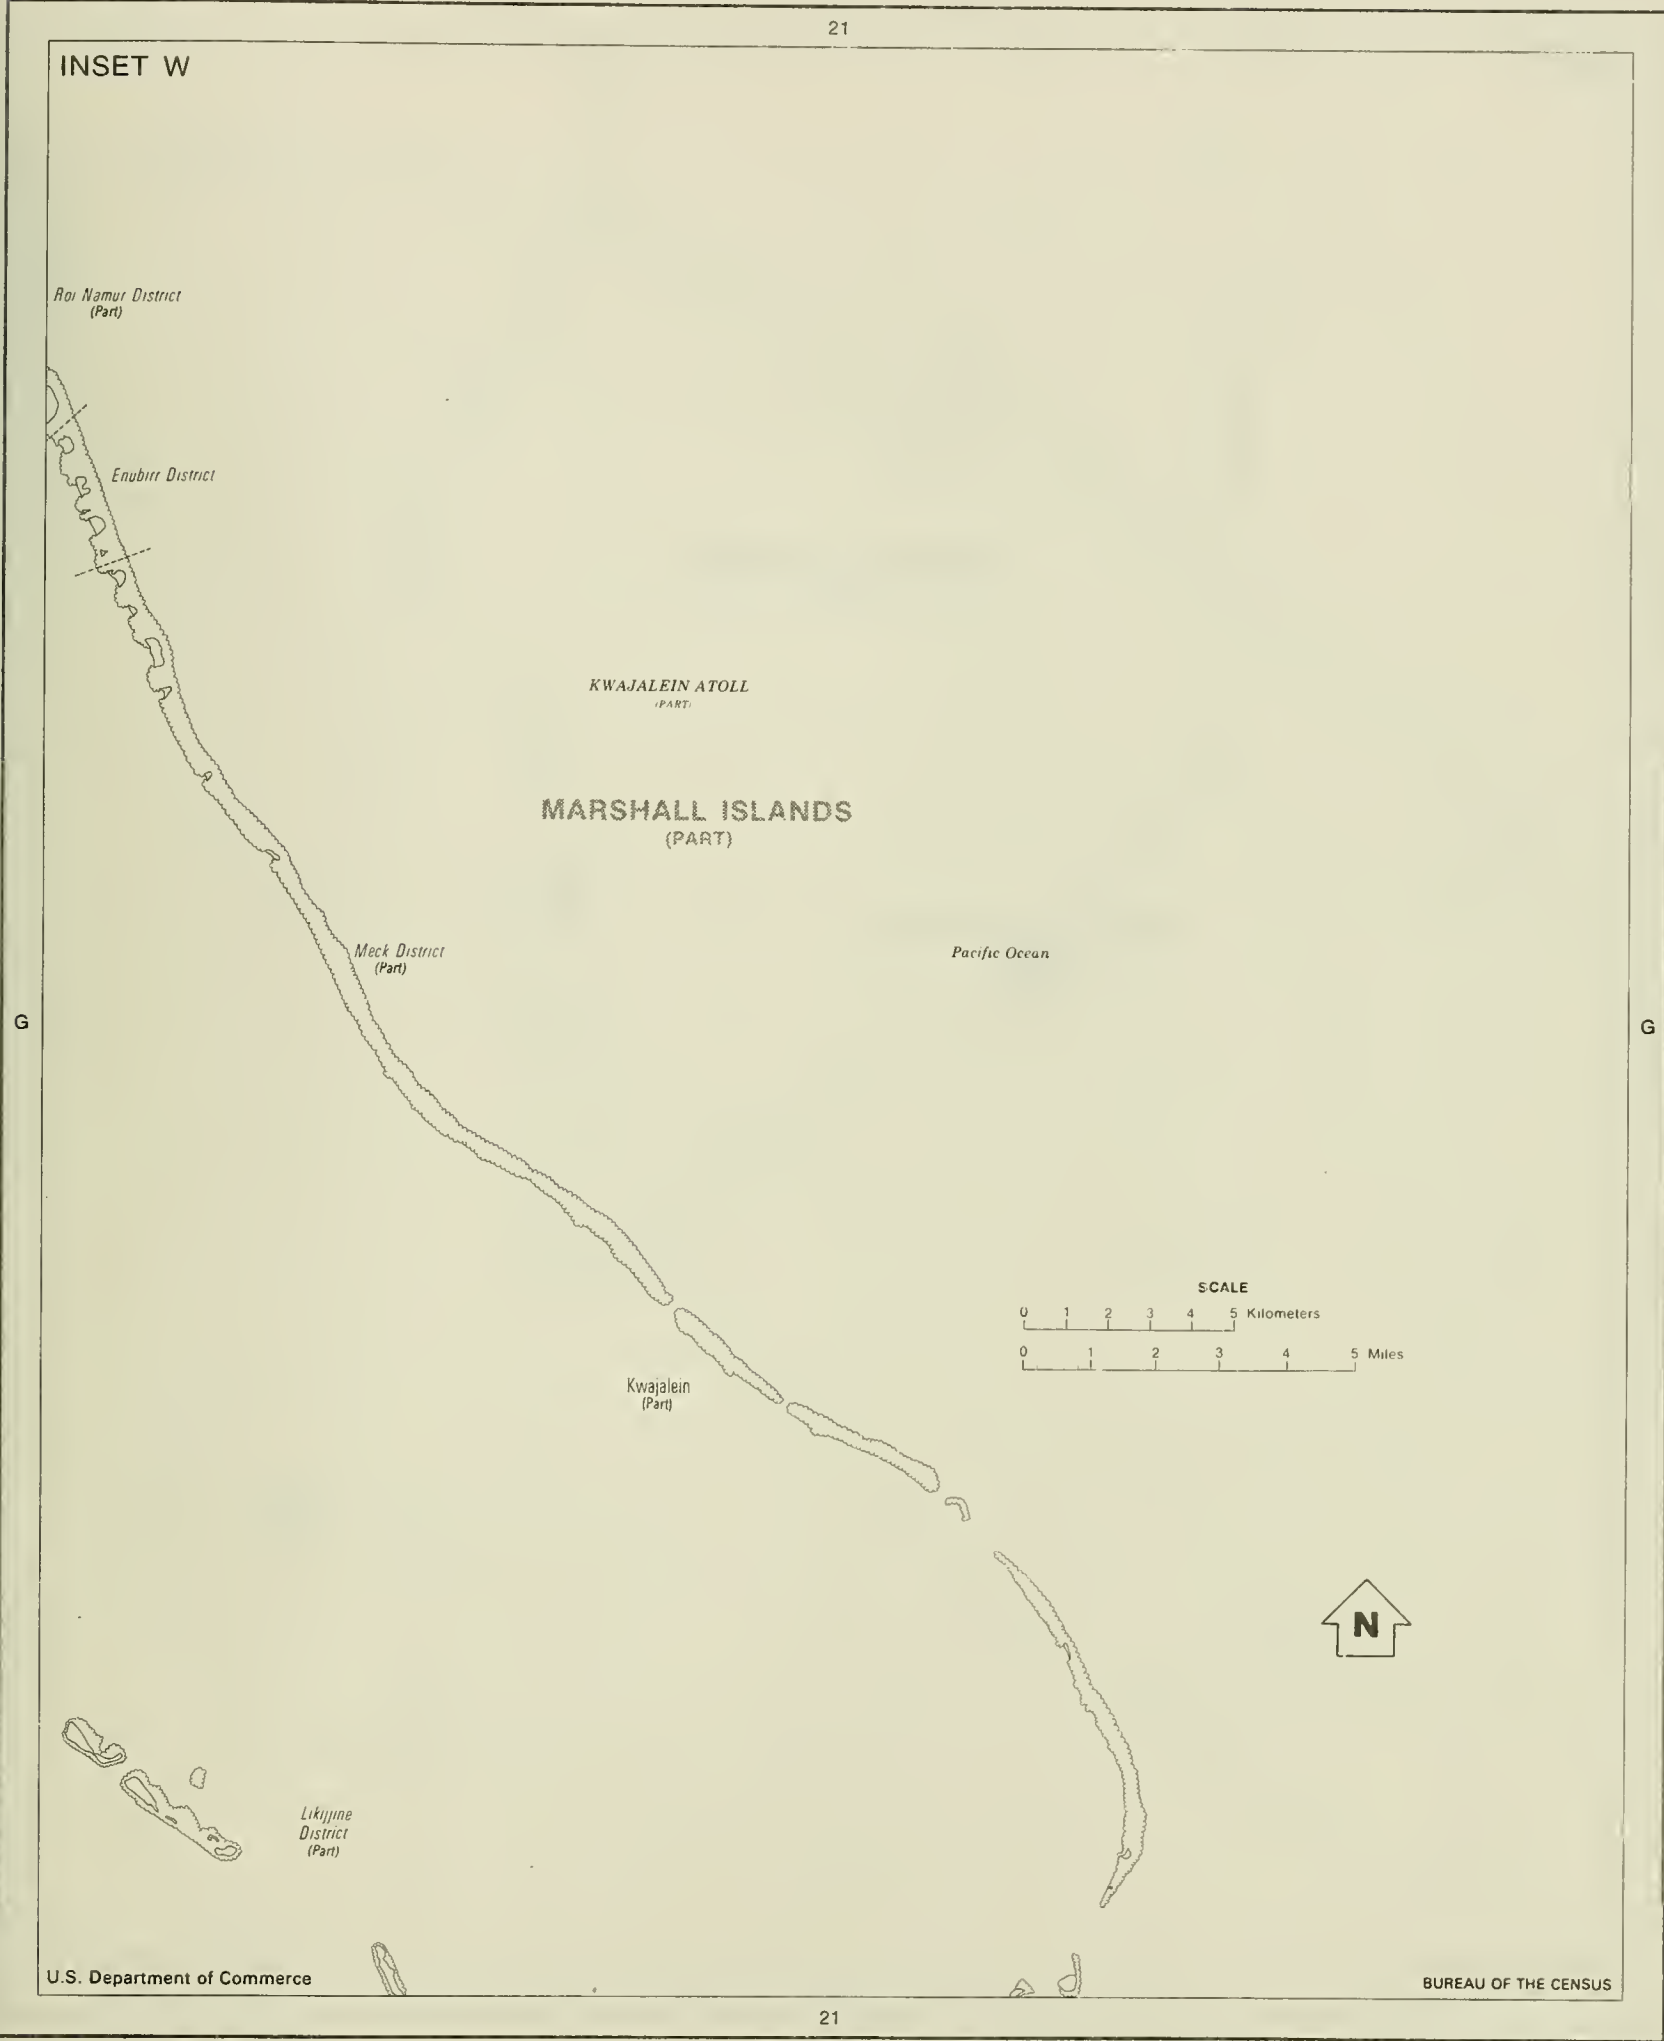 21
INSET W
Roi Namur District
(Part)
Enubirr District
KWAJALEIN ATOLL
(PART)
MARSHALL ISLANDS
(PART)
Meck District
(Part)
Pacific Ocean
G
G
SCALE
0 1 2 3 4 5 Kilometers
0 1 2 3 4 5 Miles
Kwajalein
(Part)
N
Likijjine
District
(Part)
U.S. Department of Commerce
BUREAU OF THE CENSUS
21